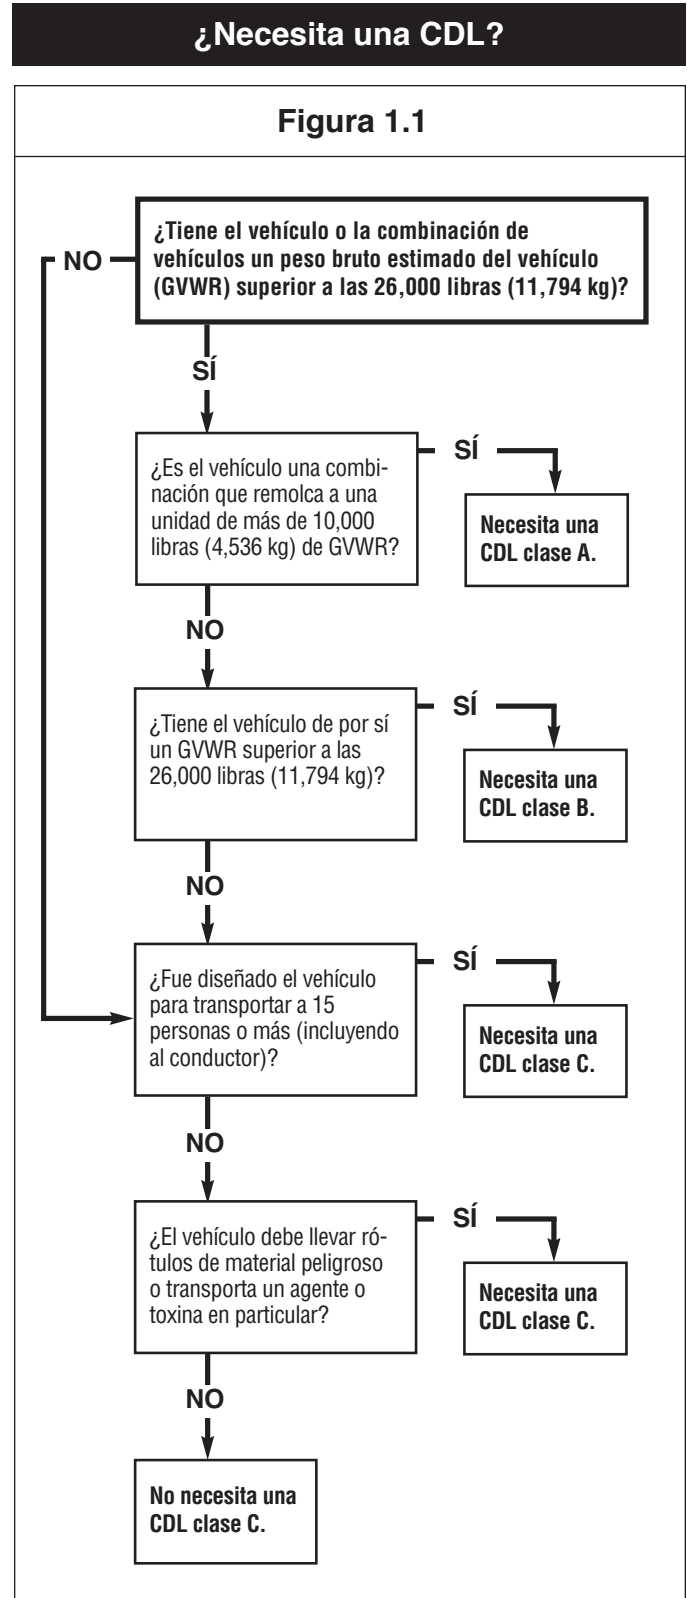 ¿Necesita una CDL?
Figura 1.1
¿Tiene el vehículo o la combinación de
vehículos un peso bruto estimado del vehículo
(GVWR) superior a las 26,000 libras (11,794 kg)?
NO
SÍ
¿Es el vehículo una combi-
nación que remolca a una
unidad de más de 10,000
libras (4,536 kg) de GVWR?
SÍ
Necesita una
CDL clase A.
NO
¿Tiene el vehículo de por sí
un GVWR superior a las
26,000 libras (11,794 kg)?
SÍ
Necesita una
CDL clase B.
NO
¿Fue diseñado el vehículo
para transportar a 15
personas o más (incluyendo
al conductor)?
SÍ
Necesita una
CDL clase C.
NO
¿El vehículo debe llevar ró-
tulos de material peligroso
o transporta un agente o
toxina en particular?
SÍ
Necesita una
CDL clase C.
NO
No necesita una
CDL clase C.